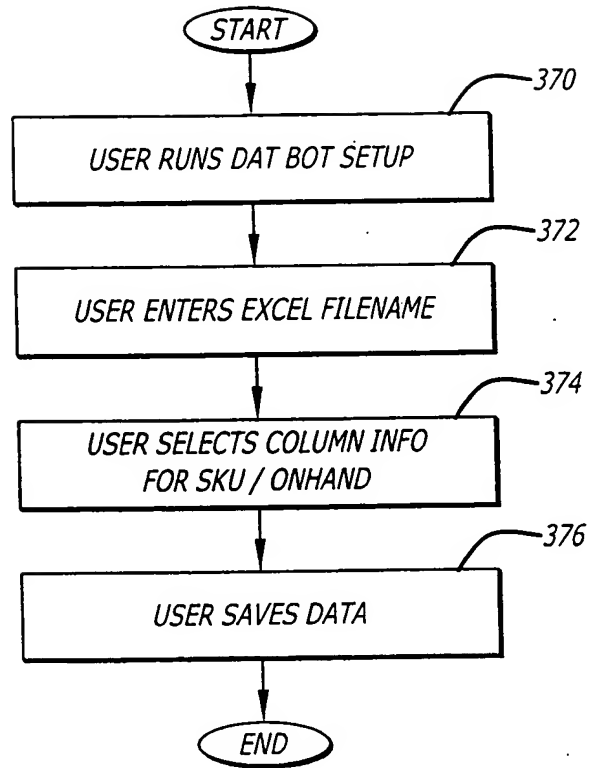 START
370
USER RUNS DAT BOT SETUP
372
USER ENTERS EXCEL FILENAME
374
USER SELECTS COLUMN INFO
FOR SKU / ONHAND
376
USER SAVES DATA
END